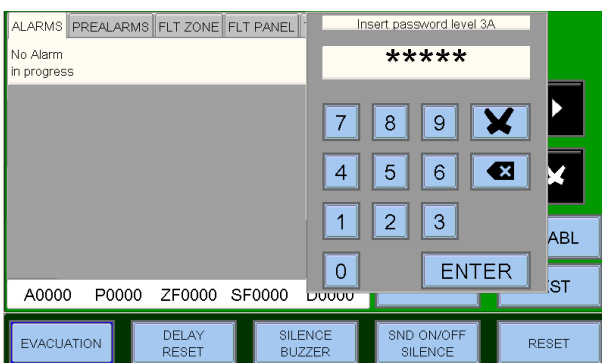 ALARMS PREALARMS FLT ZONE FLT PANEL
Insert password level 3A
No Alarm
in progress
*****
7 8 9
4 5 6
1 2 3
ABL
0 ENTER
ST
A0000 P0000 ZF0000 SF0000 D0000
EVACUATION
DELAY
RESET
SILENCE
BUZZER
SND ON/OFF
SILENCE
RESET